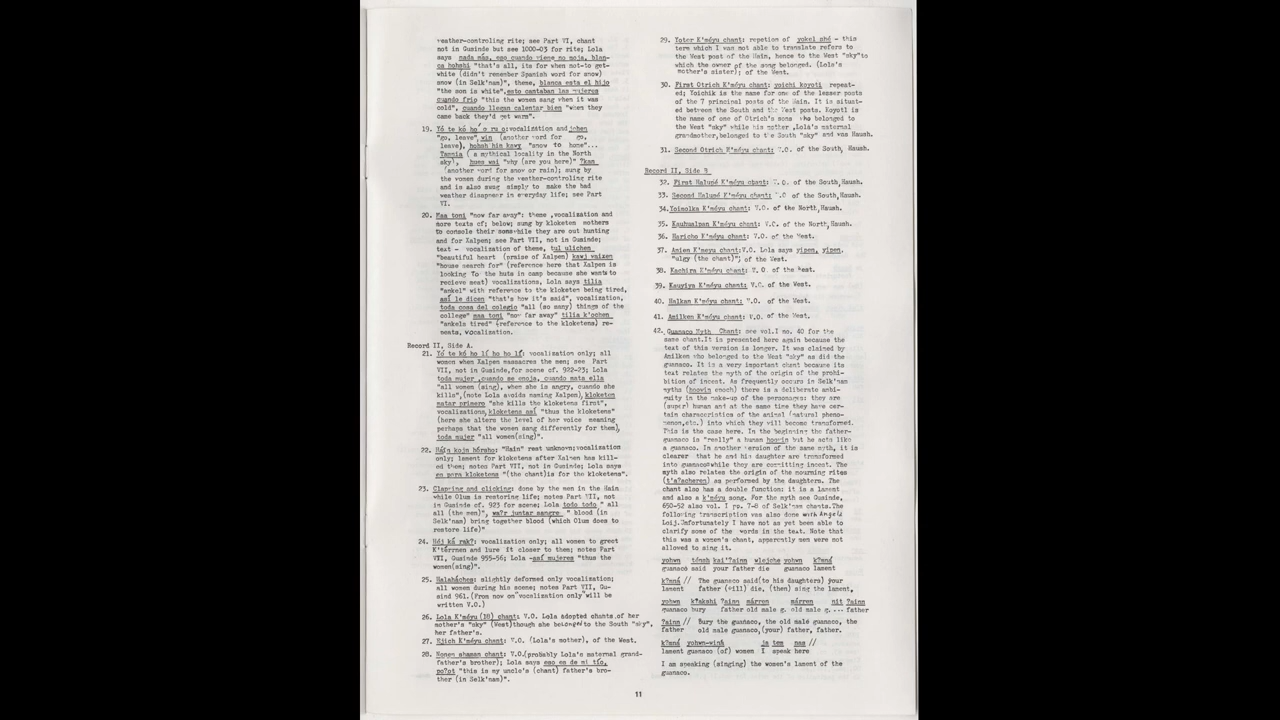 weather-controling rite; see Part VI, chant
not in Gusinde but see 1000-03 for rite; Lola
says nada más, eso cuando viene no noja, blan-
ca hohshi "that's all, its for when not-to get-
white (didn't remember Spanish word for snow)
snow (in Selk'nam)", theme, blanca esta el hijo
"the son is white", esto cantaban las mujeres
cuando frío "this the women sang when it was
cold", cuando llegan calentar bien "when they
came back they'd get warm".
19. Yó te kó ho o ru o: vocalization and johen
"go, leave", win (another word for go,
leave), hohsh hin kawy "snow to home"...
Tannia ( a mythical locality in the North
sky), hues wai "why (are you here)" ?kam
(another word for snow or rain); sung by
the women during the weather-controling rite
and is also sung simply to make the bad
weather disappear in everyday life; see Part
VI.
20. Maa toni "now far away": theme ,vocalization and
more texts cf; below; sung by kloketen mothers
to console their sons while they are out hunting
and for Xalpen; see Part VII, not in Gusinde:
text - vocalization of theme, tul ulichen
"beautiful heart (praise of Xalpen) kawi waizen
"house search for" (reference here that Xalpen is
looking To the huts in camp because she wants to
recieve meat) vocalizations, Lola says tilia
"ankel" with reference to the kloketen being tired,
así le dicen "that's how it's said", vocalization,
toda cosa del colegio "all (so many) things of the
college" maa toni "now far away" tilia k'ochen
"ankels tired" (reference to the kloketens) re-
ments, vocalization.
Record II, Side A.
21. Yó te kó ho lí ho ho lí: vocalization only; all
women when Xalpen massacres the men; see Part
VII, not in Gusinde, for scene cf. 922-23; Lola
toda mujer ,cuando se enoja, cuando mata ella
"all women (sing), when she is angry, when she
kills",(note Lola avoids naming Xalpen),kloketen
matar primero "she kills the kloketens first",
vocalizations, kloketens así "thus the kloketens"
(here she alters the level of her voice meaning
perhaps that the women sang differently for them),
toda mujer "all women(sing)".
22. Háin koin hórsho: "Hain" rest unknown;vocalization
only; lament for kloketens after Xalpen has kill-
ed them; notes Part VII, not in Gusinde; Lola says
es para kloketens "(the chant)is for the kloketens".
23. Clapping and clicking: done by the men in the Hain
while Olum is restoring life; notes Part VII, not
in Gusinde cf. 923 for scene; Lola todo todo " all
all (the men)", wa?r juntar sangre " blood (in
Selk'nam) bring together blood (which Olum does to
restore life)"
24. Hói ká rak?: vocalization only; all women to greet
K'térrnen and lure it closer to them; notes Part
VII, Gusinde 955-56; Lola -así mujeres "thus the
women(sing)".
25. Halaháches: slightly deformed only vocalization;
all women during his scene; notes Part VII, Gu-
sind 961.(From now on"vocalization only"will be
written V.O.)
26. Lola K'méyu (18) chant: V.O. Lola adopted chants of her
mother's "sky" (West)though she belonged to the South "sky",
her father's.
27. Ejich K'méyu chant: V.O. (Lola's mother), of the West.
28. Nonen shaman chant: V.O.(probably Lola's maternal grand-
father's brother); Lola says eso es de mi tío,
po?ot "this is my uncle's (chant) father's bro-
ther (in Selk'nam)".
29. Yoter K'méyu chant: repetion of yokol shó - this
term which I was not able to translate refers to
the West post of the Hain, hence to the West "sky"to
which the owner of the song belonged. (Lola's
mother's sister); of the West.
30. First Otrich K'méyu chant: yoichi koyoti repeat-
ed; Yoichik is the name for one of the lesser posts
of the 7 principal posts of the Hain. It is situat-
ed between the South and the West posts. Koyoti is
the name of one of Otrich's sons who belonged to
the West "sky" while his mother ,Lola's maternal
grandmother,belonged to the South "sky" and was Haush.
31. Second Otrich K'méyu chant: V.O. of the South, Haush.
Record II, Side B
32. First Halupé K'méyu chant: V.O. of the South,Haush.
33. Second Halupé K'méyu chant: V.O of the South,Haush.
34. Yoimolka K'méyu chant: V.O. of the North,Haush.
35. Kauhualpan K'méyu chant: V.O. of the North,Haush.
36. Haricho K'méyu chant: V.O. of the West.
37. Amien K'méyu chant:V.O. Lola says yipen, yipen,
"ulgy (the chant)"; of the West.
38. Kachira K'méyu chant: V.O. of the West.
39. Kauyiya K'méyu chant: V.O. of the West.
40. Halkan K'méyu chant: V.O. of the West.
41. Amilken K'méyu chant: V.O. of the West.
42. Guanaco Myth Chant: see vol.I no. 40 for the
same chant.It is presented here again because the
text of this version is longer. It was claimed by
Amilken who belonged to the West "sky" as did the
guanaco. It is a very important chant because its
text relates the myth of the origin of the prohi-
bition of incest. As frequently occurs in Selk'nam
myths (hoowin enoch) there is a deliberate ambi-
guity in the make-up of the personages: they are
(super) human and at the same time they have cer-
tain characteristics of the animal (natural pheno-
menon,etc.) into which they will become transformed.
This is the case here. In the beginning the father-
guanaco is "really" a human hoowin but he acts like
a guanaco. In another version of the same myth, it is
clearer that he and his daughter are transformed
into guanacowhile they are comitting incest. The
myth also relates the origin of the mourning rites
(t'a?acheren) as performed by the daughters. The
chant also has a double function: it is a lament
and also a k'méyu song. For the myth see Gusinde,
650-52 also vol. I pp. 7-8 of Selk'nam chants.The
following transcription was also done with Angela
Loij.Unfortunately I have not as yet been able to
clarify some of the words in the text. Note that
this was a women's chant, apparently men were not
allowed to sing it.
yohwn tónsh kai'?ainn wlejche yohwn k?mná
guanaco said your father die guanaco lament
k?mná // The guanaco said(to his daughters) your
lament father (will) die, (then) sing the lament,
yohwn k?akshi ?ainn márren márren nit ?ainn
guanaco bury father old male g. old male g. ... father
?ainn // Bury the guanaco, the old male guanaco, the
father old male guanaco,(your) father, father.
k?mná yohwn-winá ja tem nas //
lament guanaco (of) women I speak here
I am speaking (singing) the women's lament of the
guanaco.
11